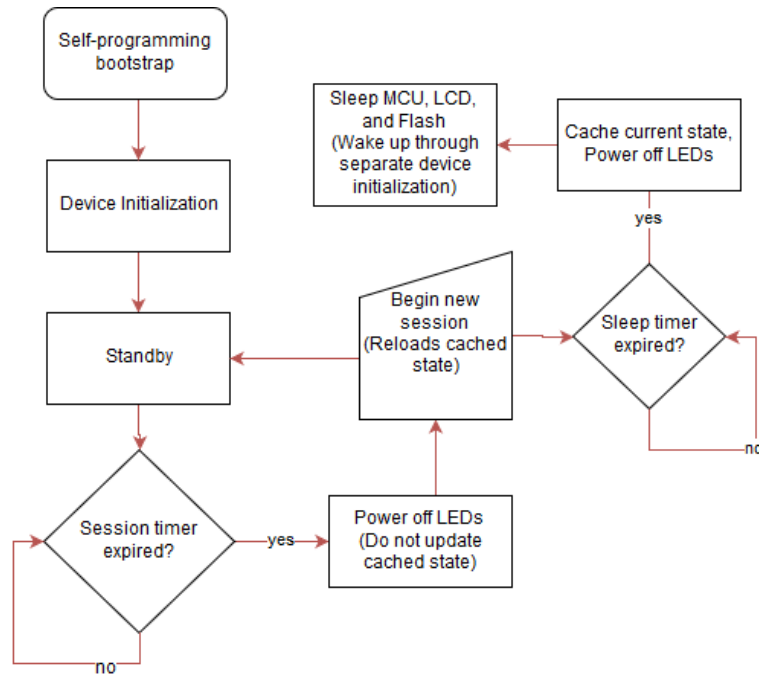 Self-programming
bootstrap
Device Initialization
Standby
Session timer
expired?
no
yes
Power off LEDs
(Do not update
cached state)
Begin new
session
(Reloads cached
state)
Sleep timer
expired?
no
yes
Cache current state,
Power off LEDs
Sleep MCU, LCD,
and Flash
(Wake up through
separate device
initialization)